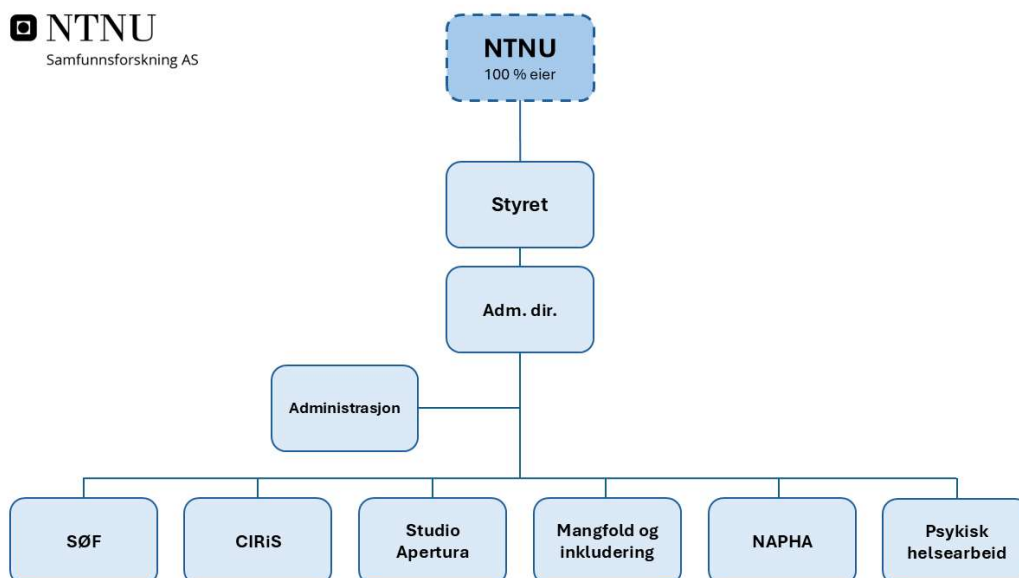 NTNU
Samfunnsforskning AS
NTNU
100 % eier
Styret
Adm. dir.
Administrasjon
SØF
CIRiS
Studio
Apertura
Mangfold og
inkludering
NAPHA
Psykisk
helsearbeid